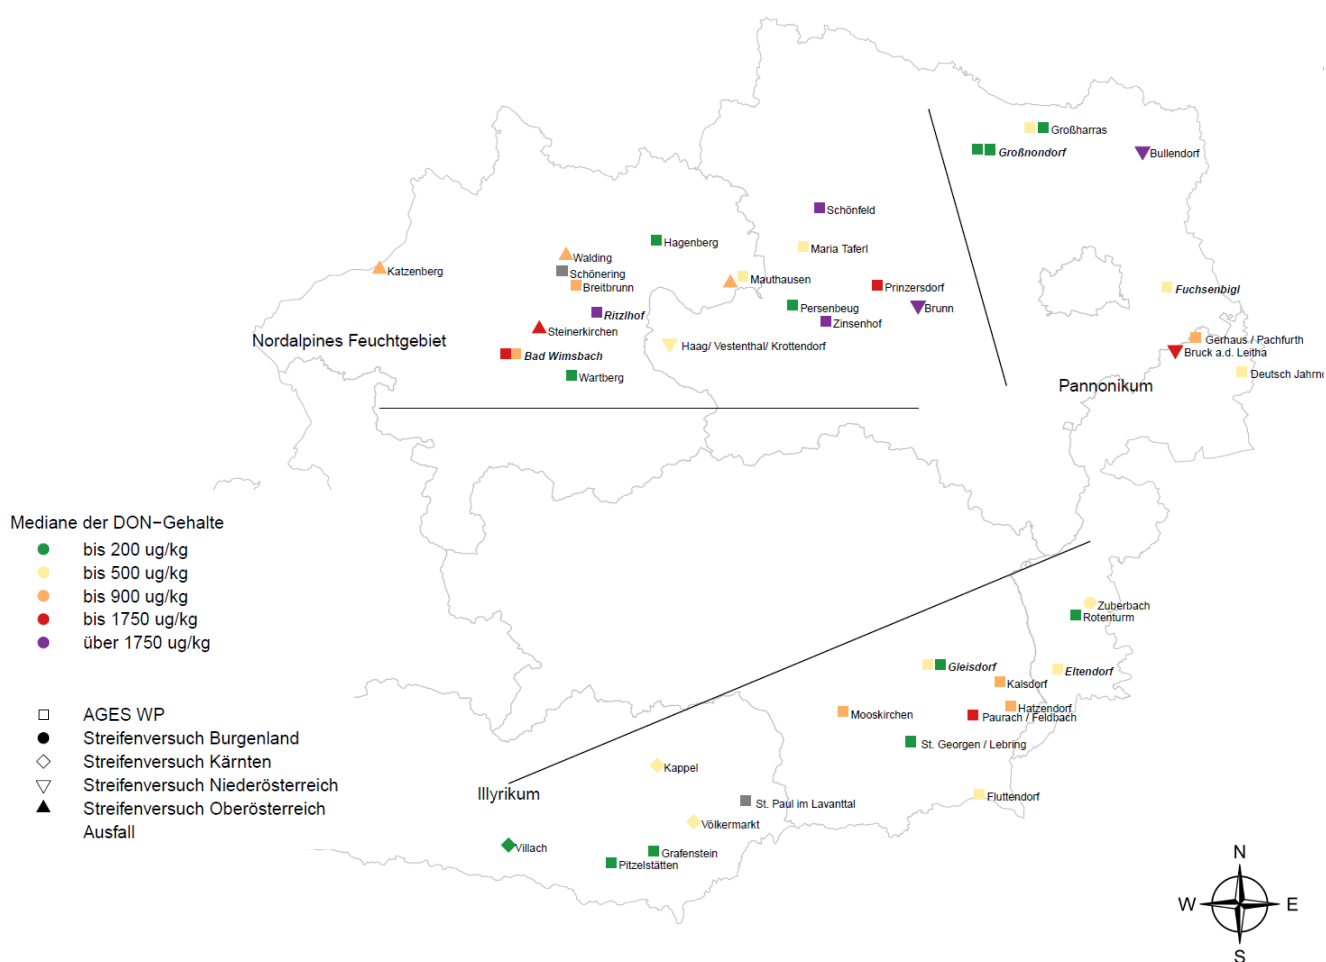 Großharras
Großnondorf
Bullendorf
Schönfeld
Hagenberg
Maria Taferl
Walding
Katzenberg
Schönering
Mauthausen
Breitbrunn
Prinzersdorf
Fuchsenbigl
Persenbeug
Brunn
Ritzlhof
Zinsenhof
Steinerkirchen
Nordalpines Feuchtgebiet
Haag/ Vestenthal/ Krottendorf
Gerhaus / Pachfurth
Bruck a.d. Leitha
Bad Wimsbach
Wartberg
Deutsch Jahrnd
Pannonikum
Mediane der DON−Gehalte
bis 200 ug/kg
bis 500 ug/kg
bis 900 ug/kg
bis 1750 ug/kg
über 1750 ug/kg
Zuberbach
Rotenturm
Gleisdorf
Eltendorf
Kalsdorf
Hatzendorf
Mooskirchen
Paurach / Feldbach
St. Georgen / Lebring
AGES WP
Streifenversuch Burgenland
Streifenversuch Kärnten
Streifenversuch Niederösterreich
Streifenversuch Oberösterreich
Ausfall
Kappel
Illyrikum
Fluttendorf
St. Paul im Lavanttal
Völkermarkt
Villach
Grafenstein
Pitzelstätten
N
W
E
S